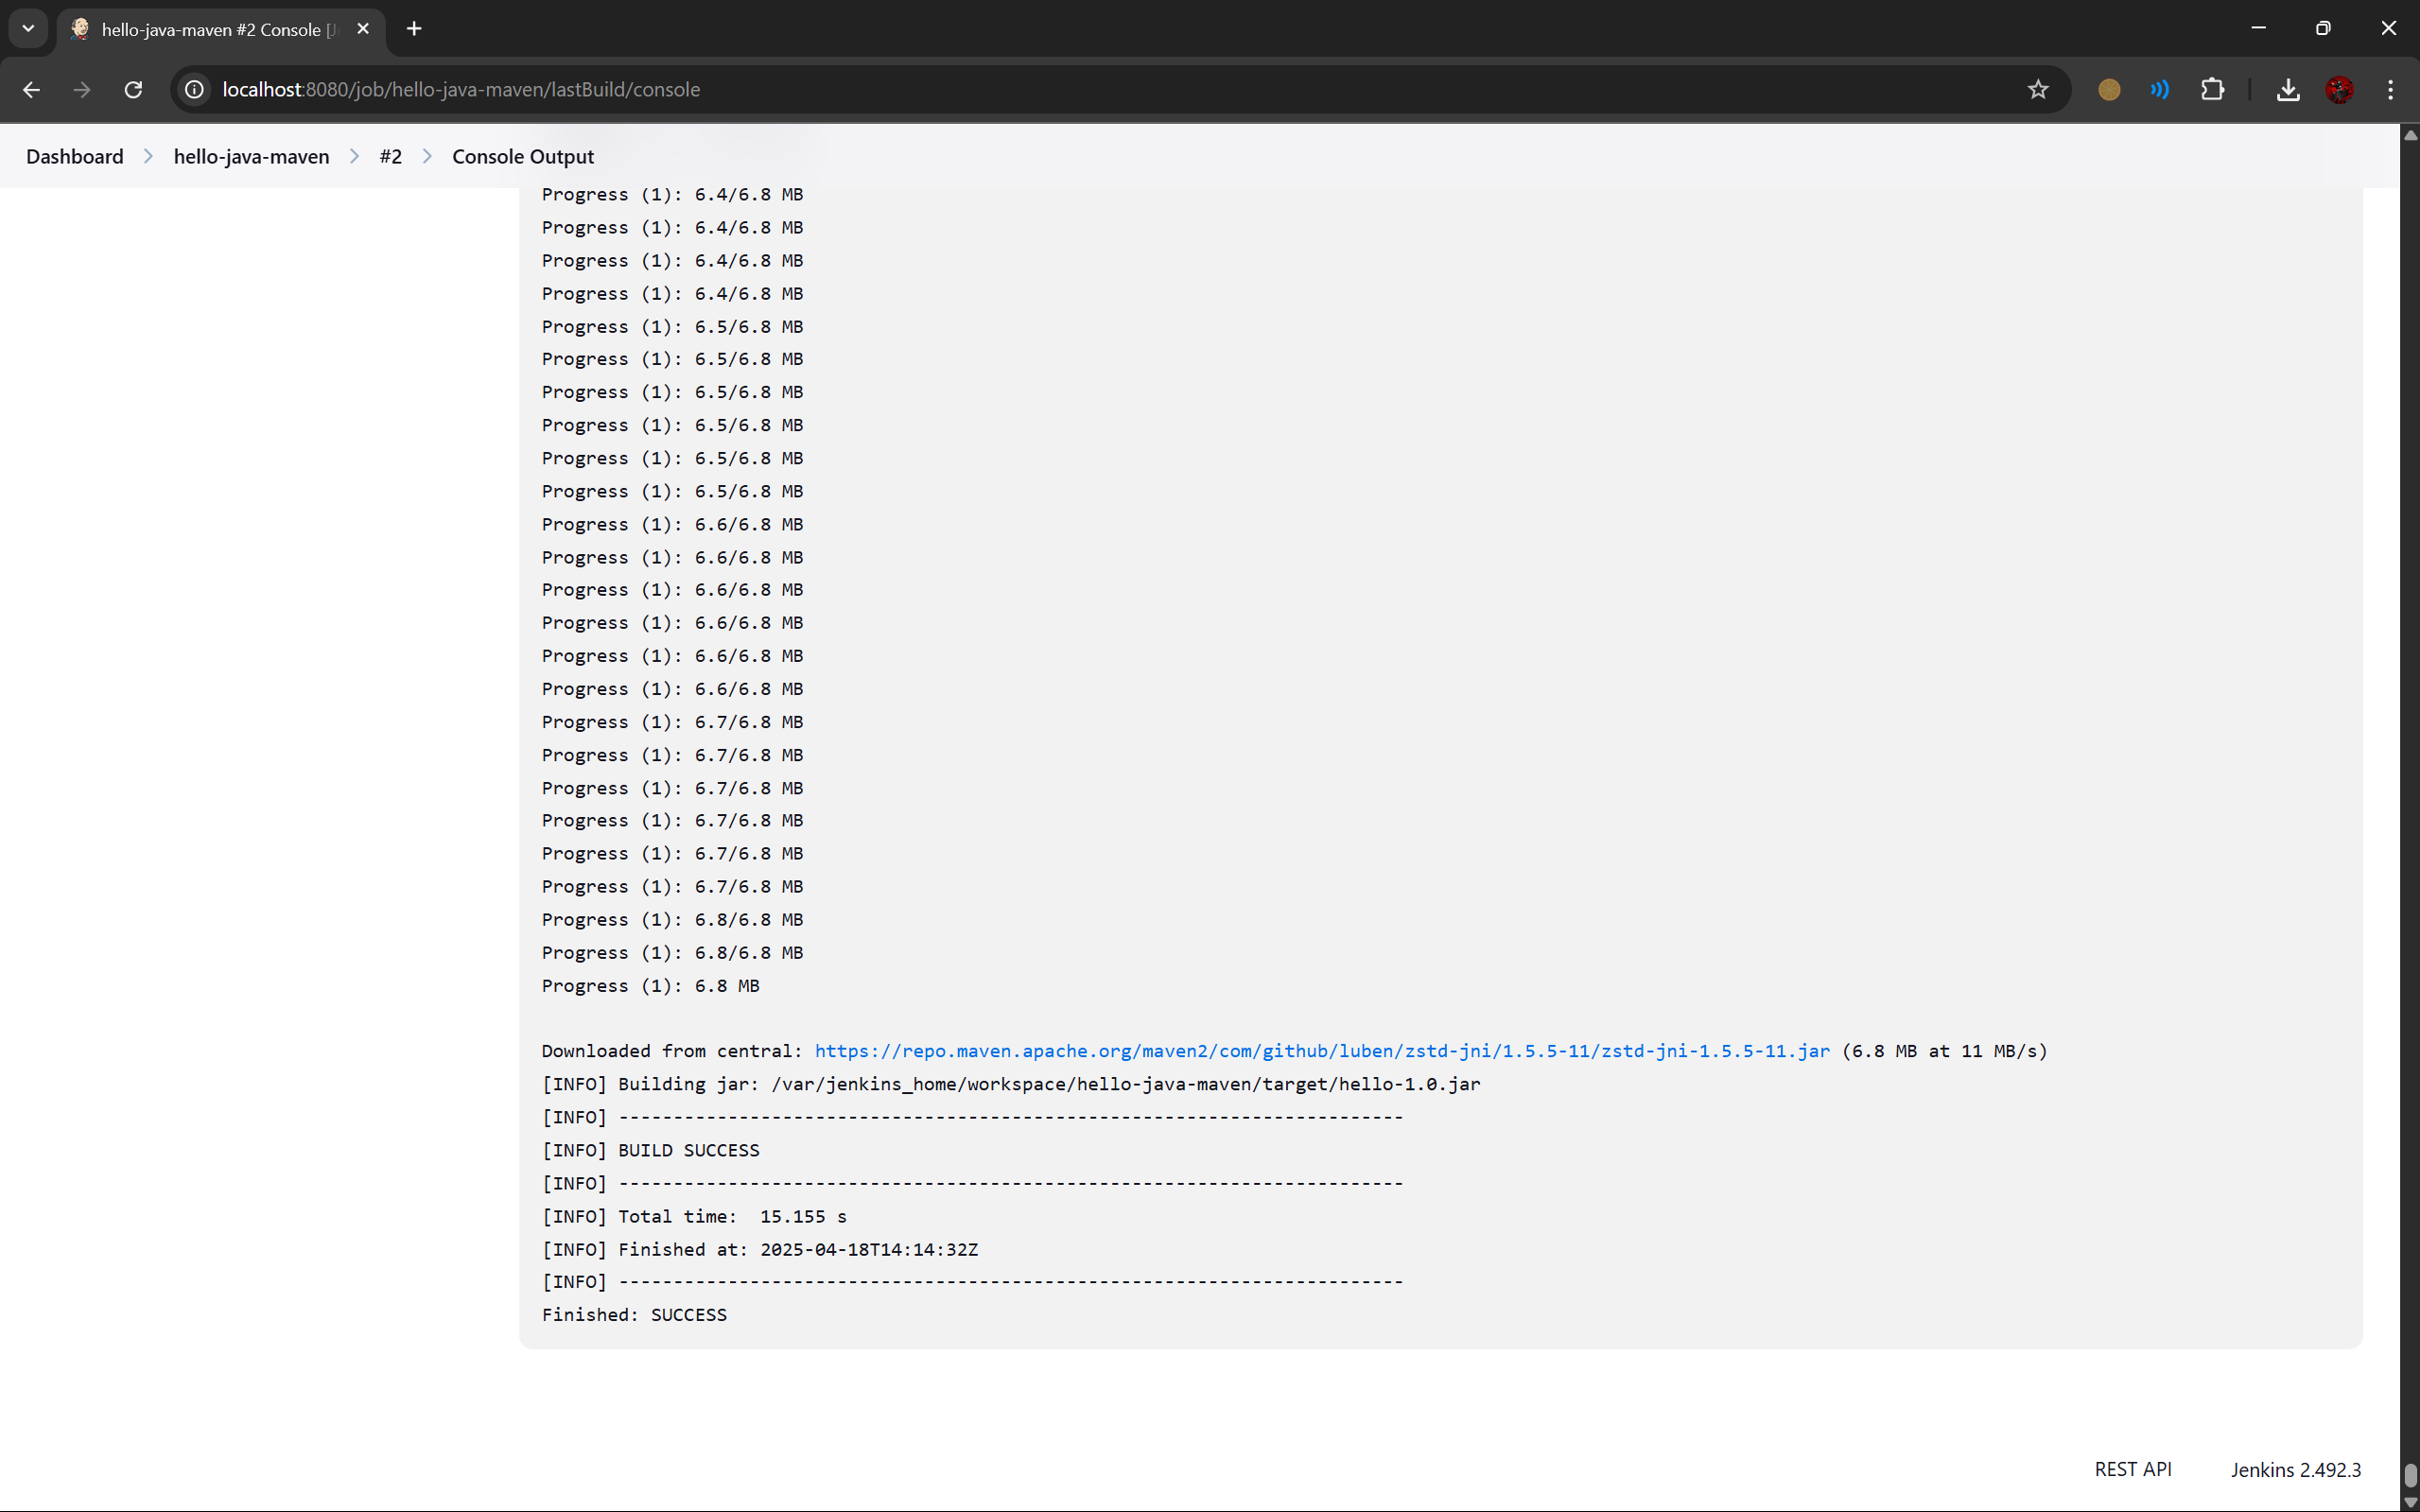 hello-java-maven #2 Console [J
localhost:8080/job/hello-java-maven/lastBuild/console
Dashboard > hello-java-maven > #2 > Console Output
Progress (1): 6.4/6.8 MB
Progress (1): 6.4/6.8 MB
Progress (1): 6.4/6.8 MB
Progress (1): 6.4/6.8 MB
Progress (1): 6.5/6.8 MB
Progress (1): 6.5/6.8 MB
Progress (1): 6.5/6.8 MB
Progress (1): 6.5/6.8 MB
Progress (1): 6.5/6.8 MB
Progress (1): 6.5/6.8 MB
Progress (1): 6.6/6.8 MB
Progress (1): 6.6/6.8 MB
Progress (1): 6.6/6.8 MB
Progress (1): 6.6/6.8 MB
Progress (1): 6.6/6.8 MB
Progress (1): 6.6/6.8 MB
Progress (1): 6.7/6.8 MB
Progress (1): 6.7/6.8 MB
Progress (1): 6.7/6.8 MB
Progress (1): 6.7/6.8 MB
Progress (1): 6.7/6.8 MB
Progress (1): 6.7/6.8 MB
Progress (1): 6.8/6.8 MB
Progress (1): 6.8/6.8 MB
Progress (1): 6.8 MB
Downloaded from central: https://repo.maven.apache.org/maven2/com/github/luben/zstd-jni/1.5.5-11/zstd-jni-1.5.5-11.jar (6.8 MB at 11 MB/s)
[INFO] Building jar: /var/jenkins_home/workspace/hello-java-maven/target/hello-1.0.jar
[INFO] ------------------------------------------------------------------------
[INFO] BUILD SUCCESS
[INFO] ------------------------------------------------------------------------
[INFO] Total time:  15.155 s
[INFO] Finished at: 2025-04-18T14:14:32Z
[INFO] ------------------------------------------------------------------------
Finished: SUCCESS
REST API Jenkins 2.492.3